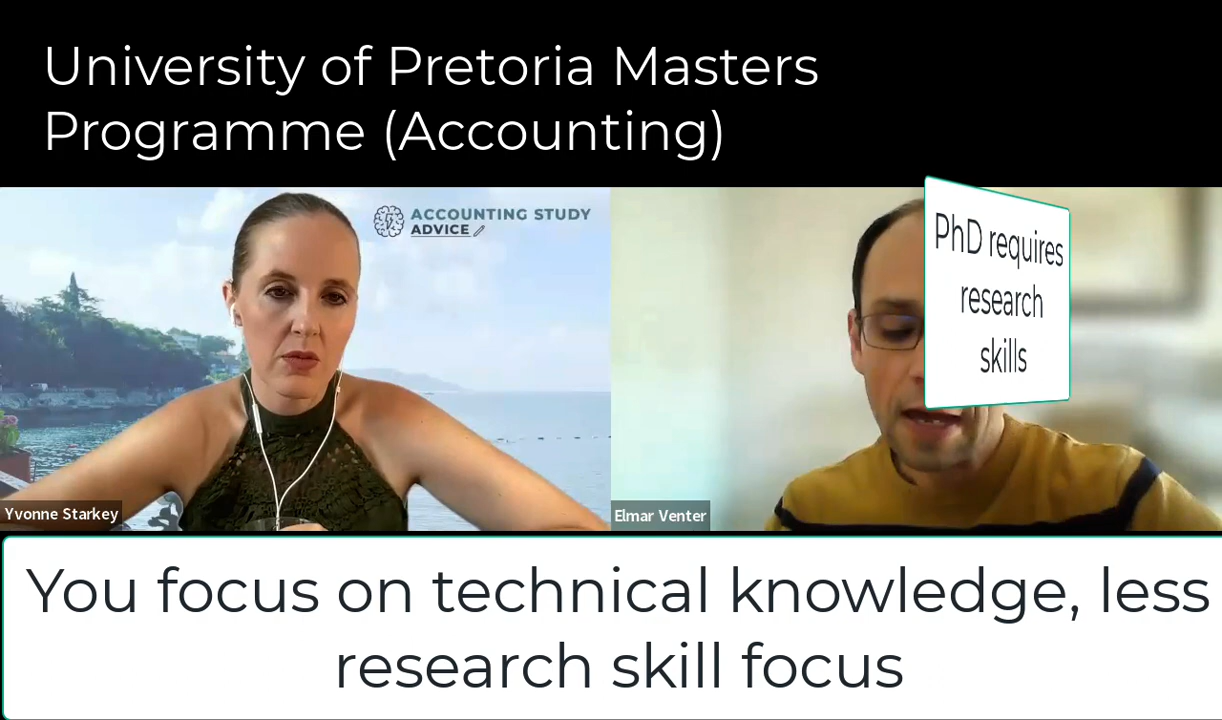 University of Pretoria Masters
Programme (Accounting)
ACCOUNTING STUDY
ADVICE
PhD requires
research
skills
Yvonne Starkey
Elmar Venter
You focus on technical knowledge, less
research skill focus